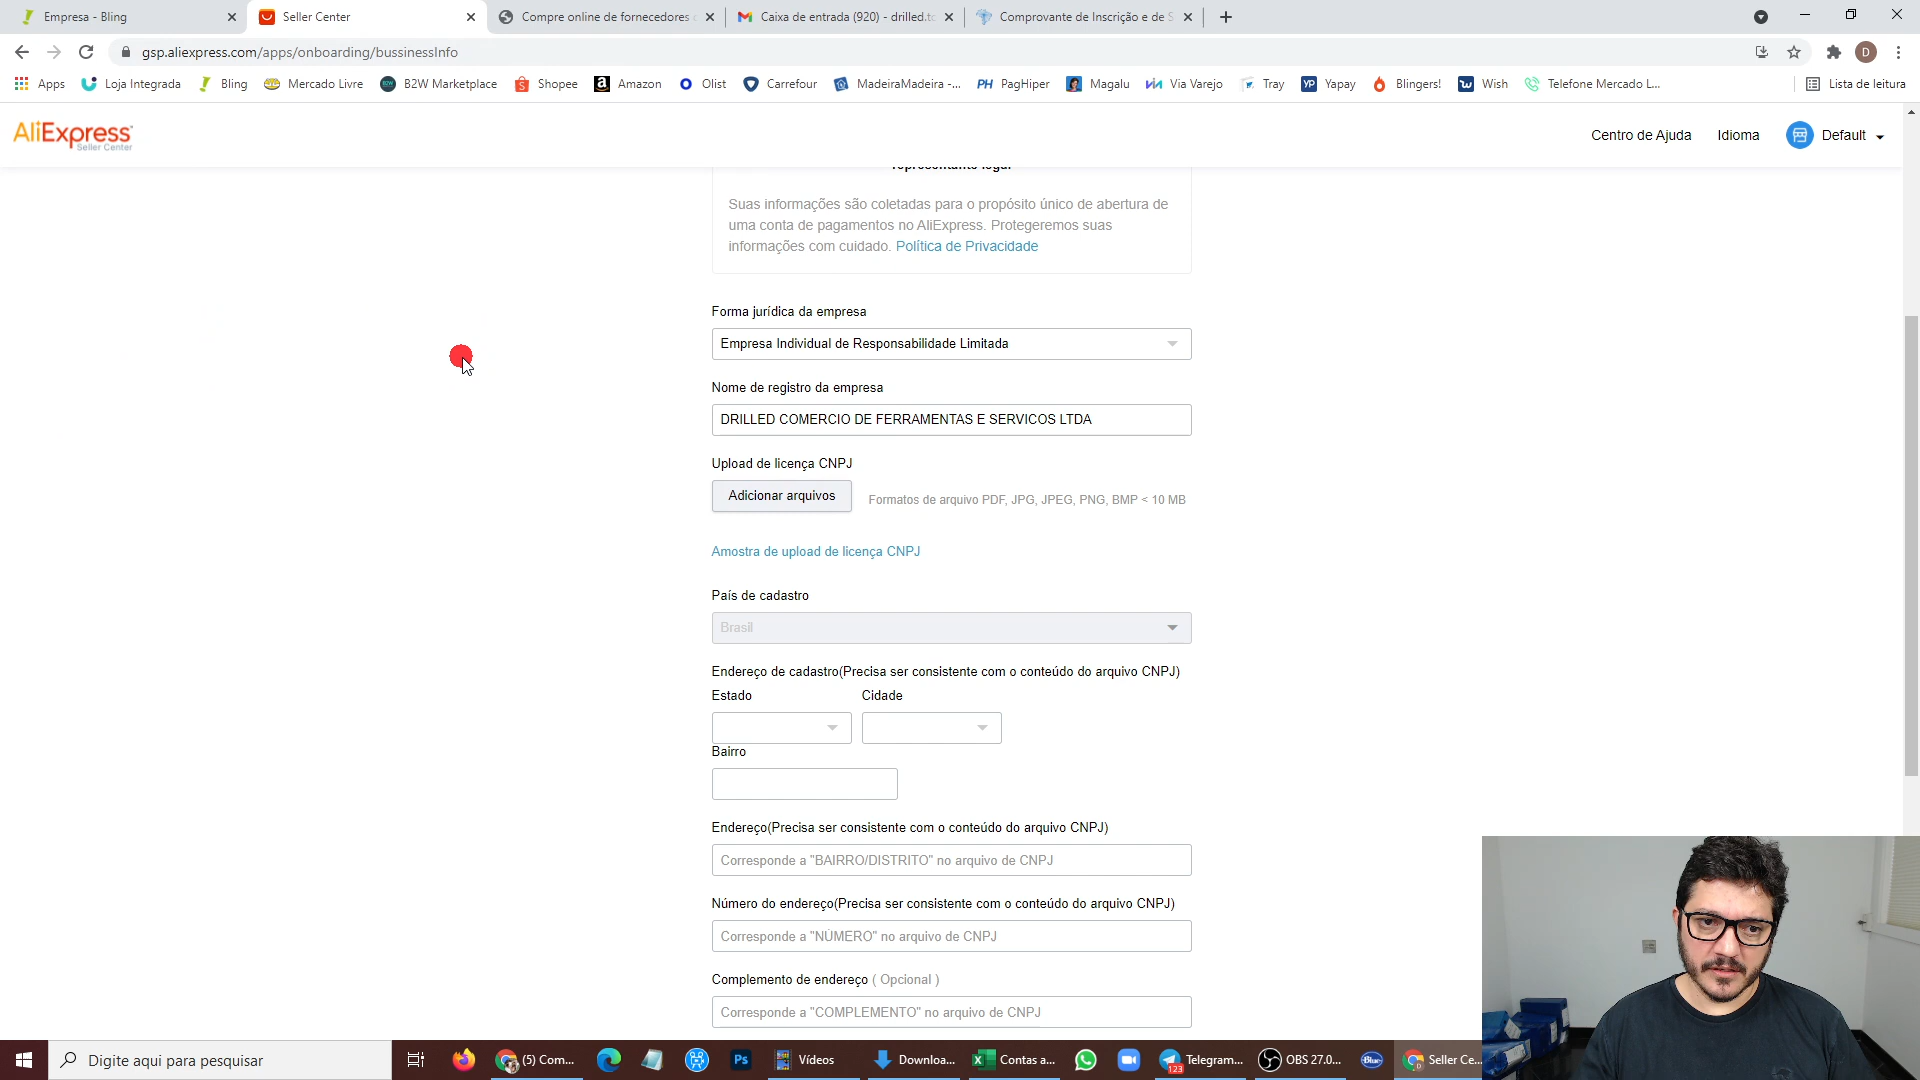 Empresa - Bling
Seller Center
Compre online de fornecedores
Caixa de entrada (920) - drilled.to
Comprovante de Inscrição e de S
gsp.aliexpress.com/apps/onboarding/bussinessInfo
D
Apps
Loja Integrada
Bling
Mercado Livre
B2W Marketplace
Shopee
Amazon
Olist
Carrefour
MadeiraMadeira -...
PagHiper
Magalu
Via Varejo
Tray
Yapay
Blingers!
Wish
Telefone Mercado L...
Lista de leitura
AliExpress
Seller Center
Centro de Ajuda
Idioma
Default
representante legal
Suas informações são coletadas para o propósito único de abertura de
uma conta de pagamentos no AliExpress. Protegeremos suas
informações com cuidado. Política de Privacidade
Forma jurídica da empresa
Empresa Individual de Responsabilidade Limitada
Nome de registro da empresa
DRILLED COMERCIO DE FERRAMENTAS E SERVICOS LTDA
Upload de licença CNPJ
Adicionar arquivos
Formatos de arquivo PDF, JPG, JPEG, PNG, BMP < 10 MB
Amostra de upload de licença CNPJ
País de cadastro
Brasil
Endereço de cadastro(Precisa ser consistente com o conteúdo do arquivo CNPJ)
Estado
Cidade
Bairro
Endereço(Precisa ser consistente com o conteúdo do arquivo CNPJ)
Corresponde a "BAIRRO/DISTRITO" no arquivo de CNPJ
Número do endereço(Precisa ser consistente com o conteúdo do arquivo CNPJ)
Corresponde a "NÚMERO" no arquivo de CNPJ
Complemento de endereço ( Opcional )
Corresponde a "COMPLEMENTO" no arquivo de CNPJ
Digite aqui para pesquisar
(5) Com...
Ps
Vídeos
Downloa...
Contas a...
Telegram...
123
OBS 27.0...
Blue
Seller Ce...